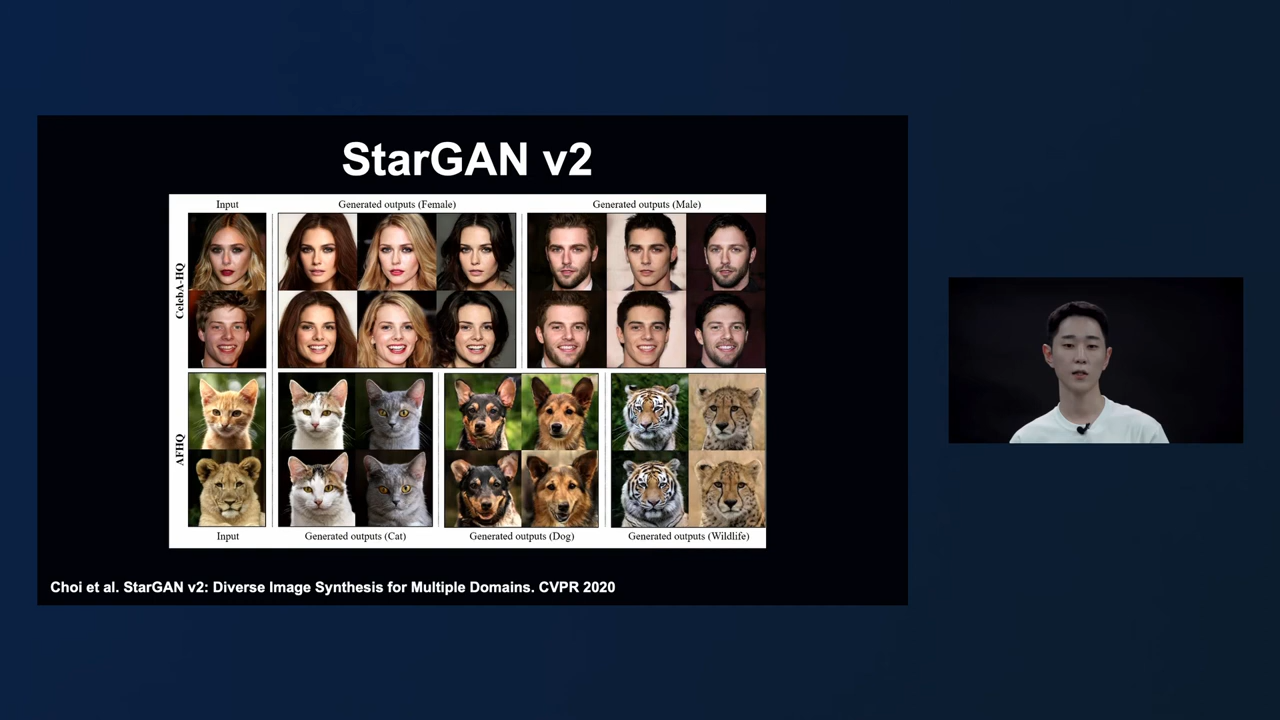 StarGAN v2
Input
Generated outputs (Female)
Generated outputs (Male)
CelebA-HQ
AFHQ
Input
Generated outputs (Cat)
Generated outputs (Dog)
Generated outputs (Wildlife)
Choi et al. StarGAN v2: Diverse Image Synthesis for Multiple Domains. CVPR 2020